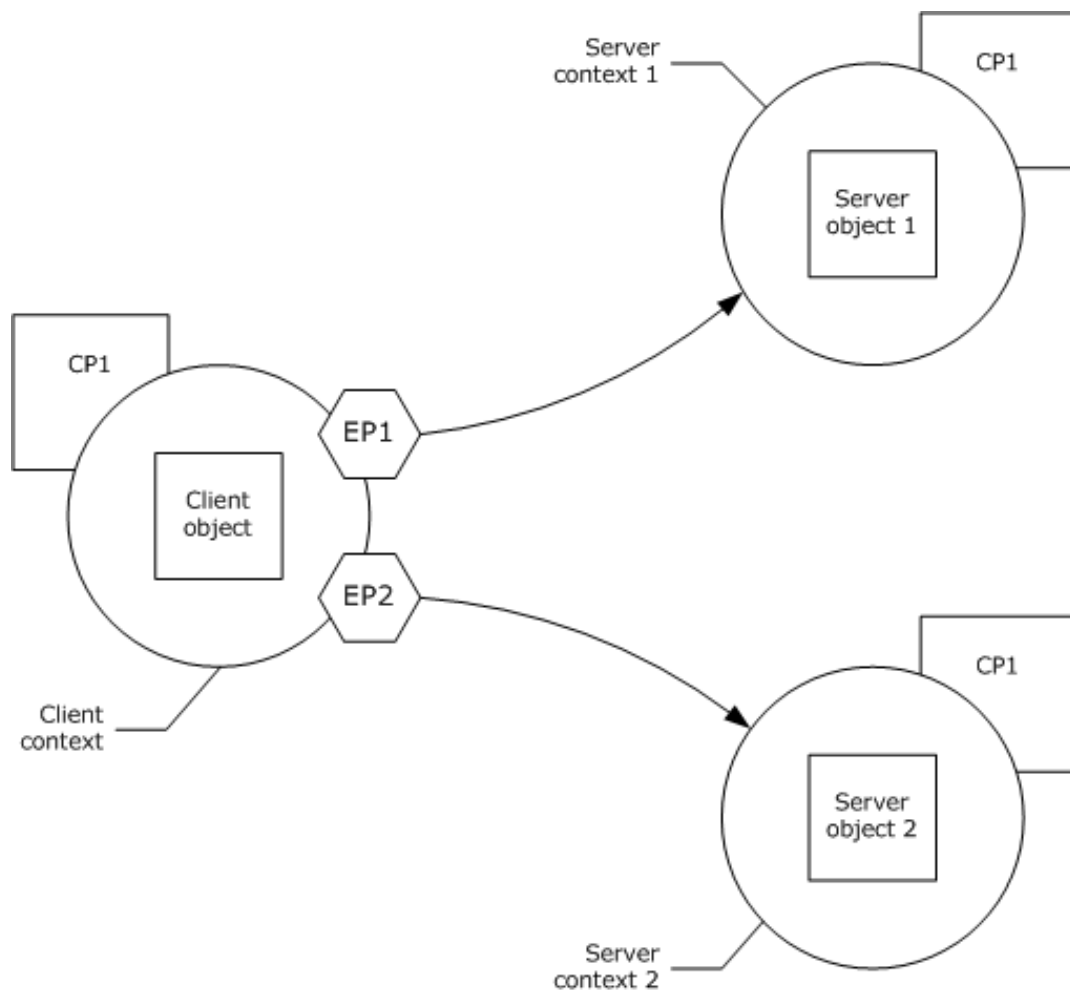 Server
context 1
CP1
Server
object 1
CP1
EP1
Client
object
EP2
Client
context
CP1
Server
object 2
Server
context 2